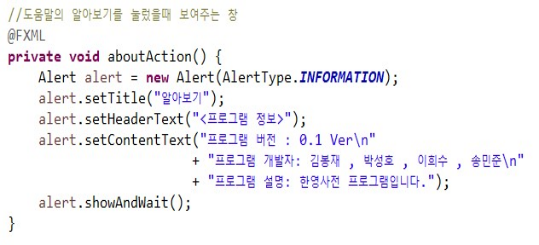 //도움말의 알아보기를 눌렀을때 보여주는 창
@FXML
private void aboutAction() {
    Alert alert = new Alert(AlertType.INFORMATION);
    alert.setTitle("알아보기");
    alert.setHeaderText("<프로그램 정보>");
    alert.setContentText("프로그램 버전 : 0.1 Ver\n"
                        + "프로그램 개발자: 김봉재 , 박성호 , 이희수 , 송민준\n"
                        + "프로그램 설명: 한영사전 프로그램입니다.");
    alert.showAndWait();
}